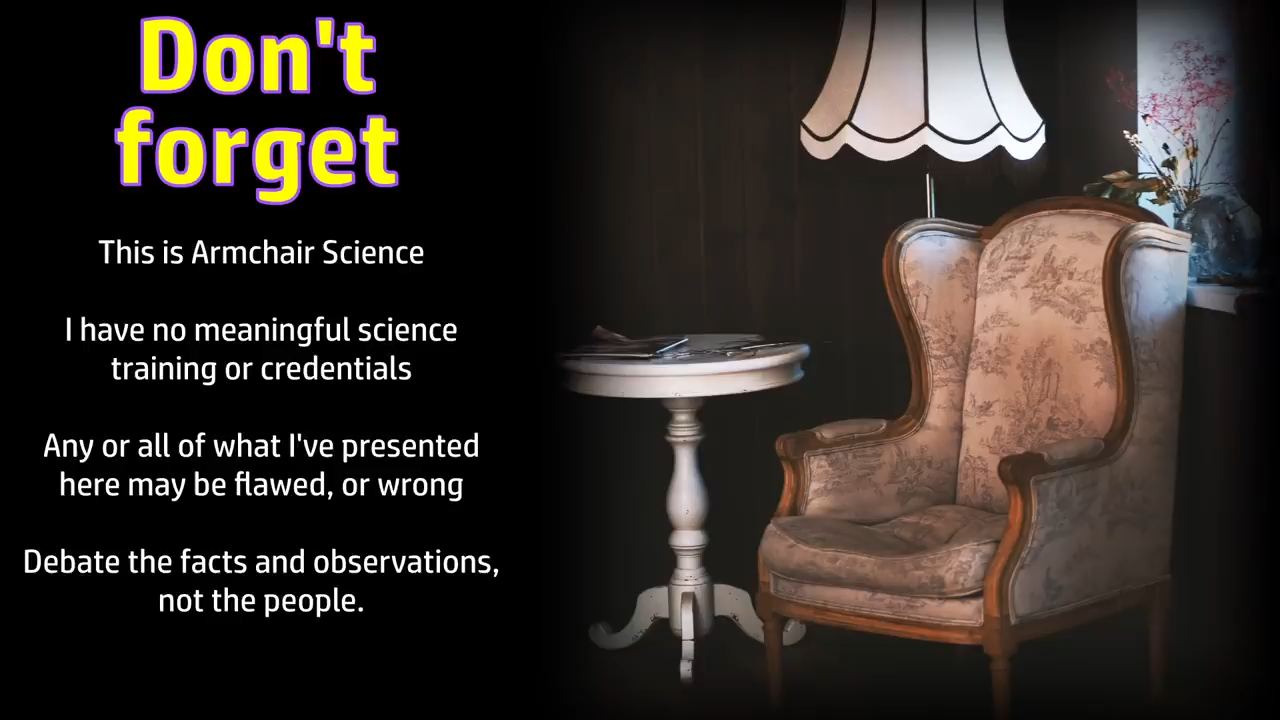 Don't
forget
This is Armchair Science
I have no meaningful science
training or credentials
Any or all of what I've presented
here may be flawed, or wrong
Debate the facts and observations,
not the people.